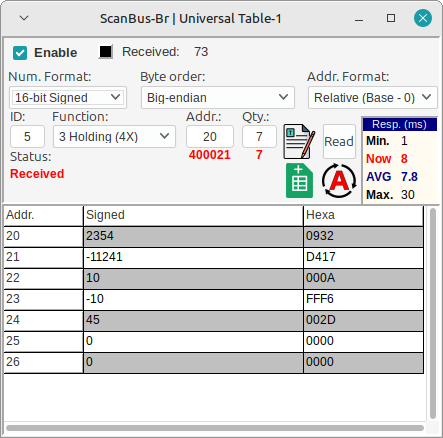 ScanBus-Br | Universal Table-1
Enable Received: 73
Num. Format: Byte order: Addr. Format:
16-bit Signed Big-endian Relative (Base - 0)
ID: Function: Addr.: Qty.: Resp. (ms)
5 3 Holding (4X) 20 7 Read Min. 1
Status: 400021 7 Now 8
Received AVG 7.8
A Max. 30
Addr. Signed Hexa
20 2354 0932
21 -11241 D417
22 10 000A
23 -10 FFF6
24 45 002D
25 0 0000
26 0 0000